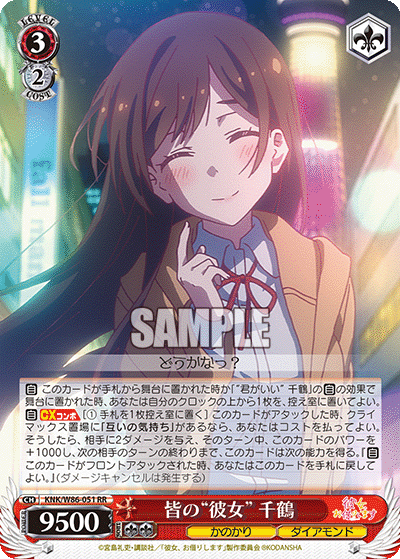 LEVEL
3
2
COST
SAMPLE
どうかなっ?
自 このカードが手札から舞台に置かれた時か「“君がいい” 千鶴」の自の効果で
舞台に置かれた時、あなたは自分のクロックの上から1枚を、控え室に置いてよい。
自 CXコンボ [① 手札を1枚控え室に置く] このカードがアタックした時、クライ
マックス置場に「互いの気持ち」があるなら、あなたはコストを払ってよい。
そうしたら、相手に2ダメージを与え、そのターン中、このカードのパワーを
+1000し、次の相手のターンの終わりまで、このカードは次の能力を得る。『自
このカードがフロントアタックされた時、あなたはこのカードを手札に戻して
よい。』(ダメージキャンセルは発生する)
CH KNK/W86-051 RR
9500
皆の“彼女” 千鶴
かのかり
ダイアモンド
©宮島礼史・講談社/「彼女、お借りします」製作委員会2020 ©KODANSHA